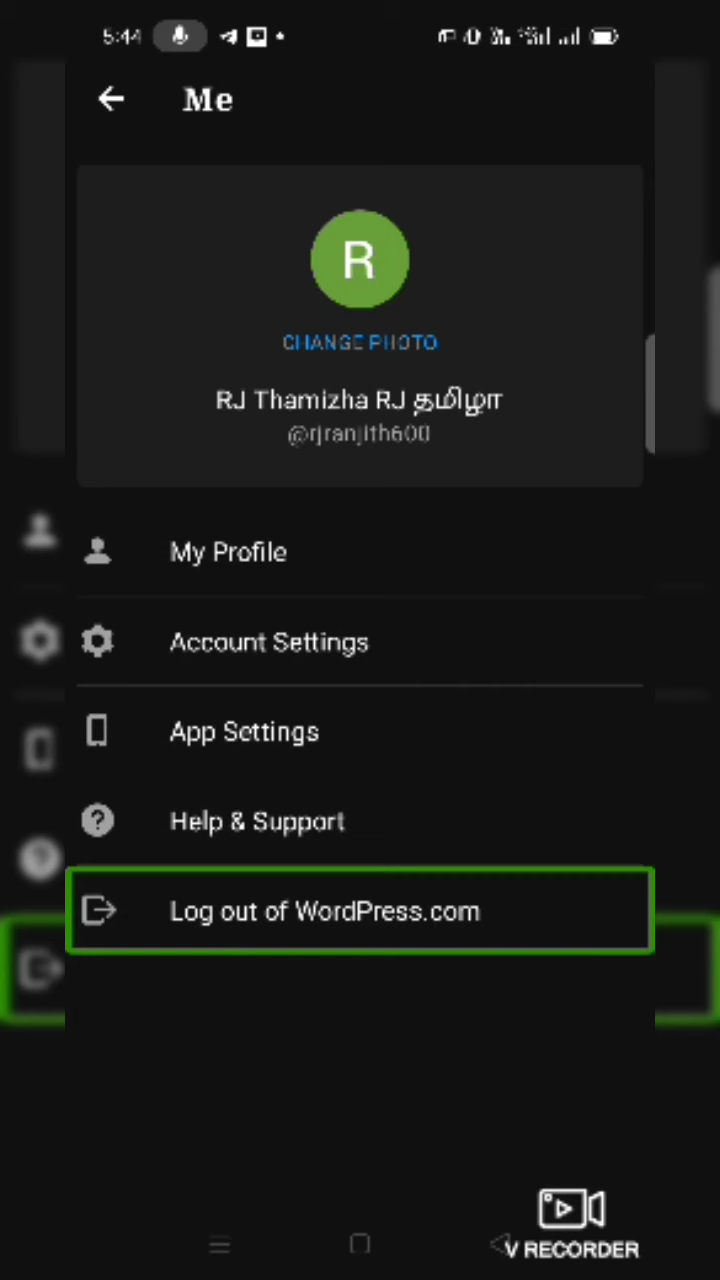 5:44
Me
R
CHANGE PHOTO
RJ Thamizha RJ தமிழா
@rjranjith600
My Profile
Account Settings
App Settings
Help & Support
Log out of WordPress.com
V RECORDER